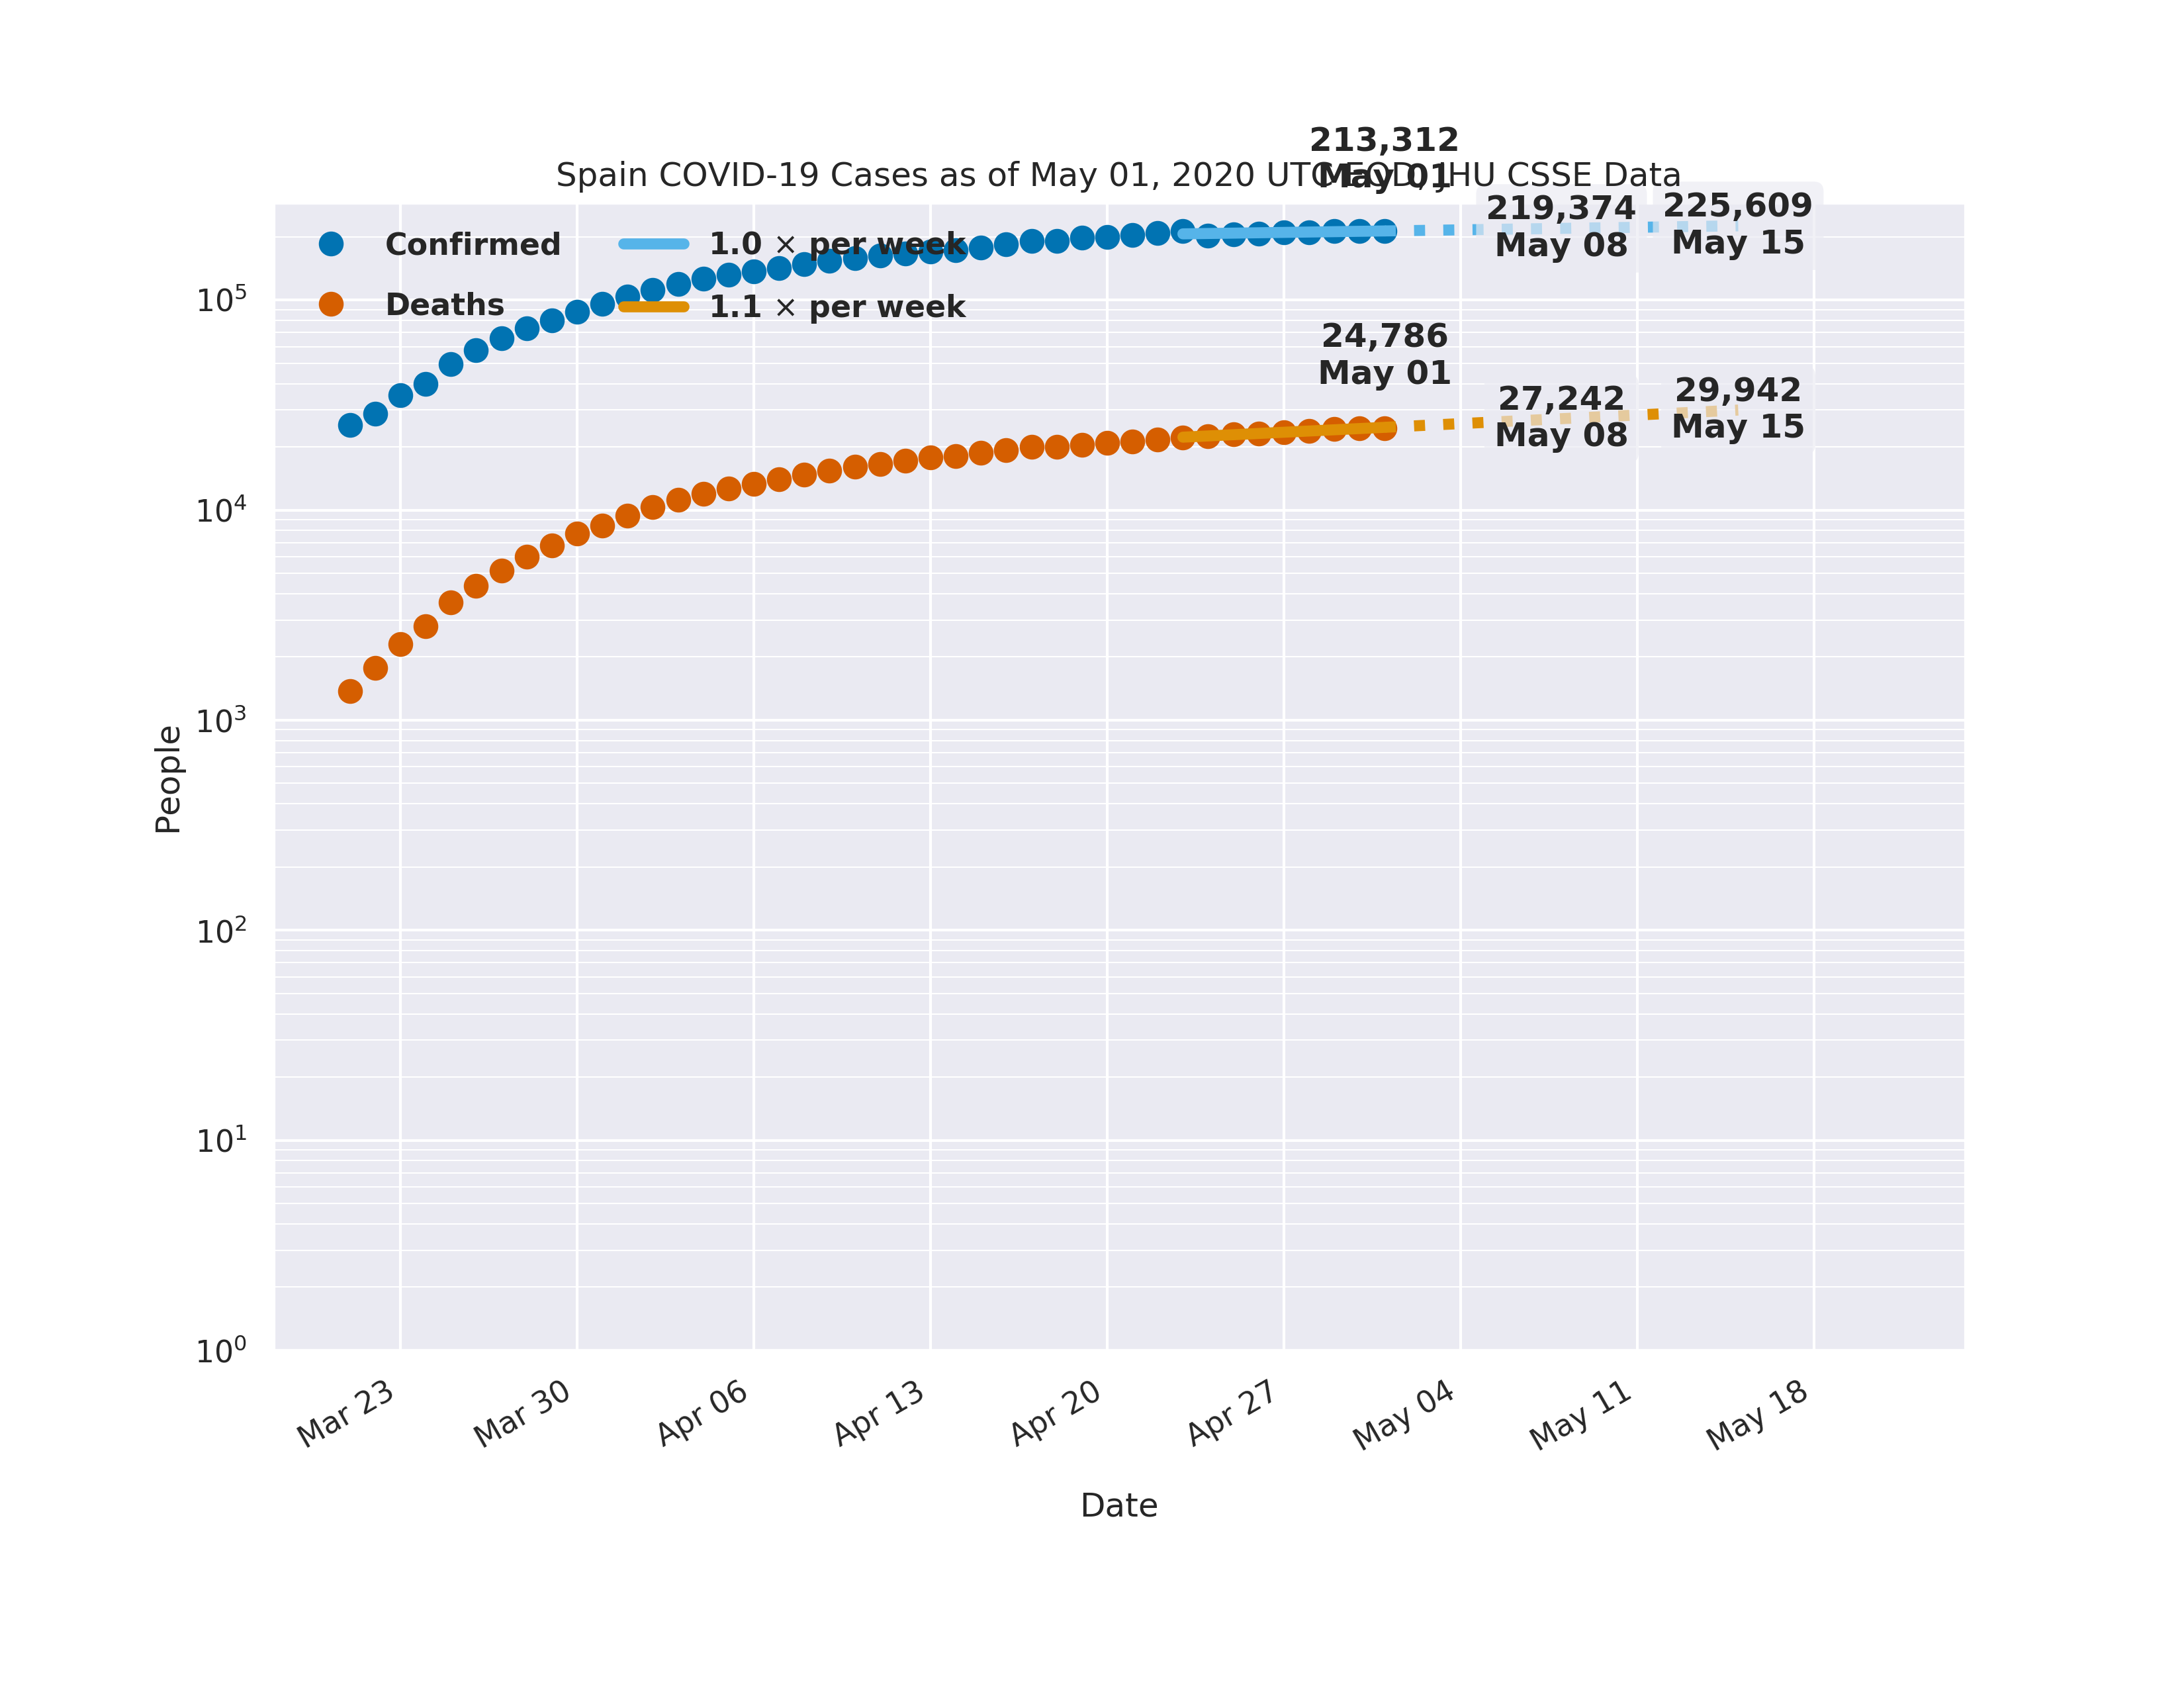 213,312
May 01
Spain COVID-19 Cases as of May 01, 2020 UTC EOD, JHU CSSE Data
219,374
May 08
225,609
May 15
Confirmed
1.0 × per week
Deaths
1.1 × per week
24,786
May 01
27,242
May 08
29,942
May 15
10⁵
10⁴
10³
10²
10¹
10⁰
People
Mar 23
Mar 30
Apr 06
Apr 13
Apr 20
Apr 27
May 04
May 11
May 18
Date